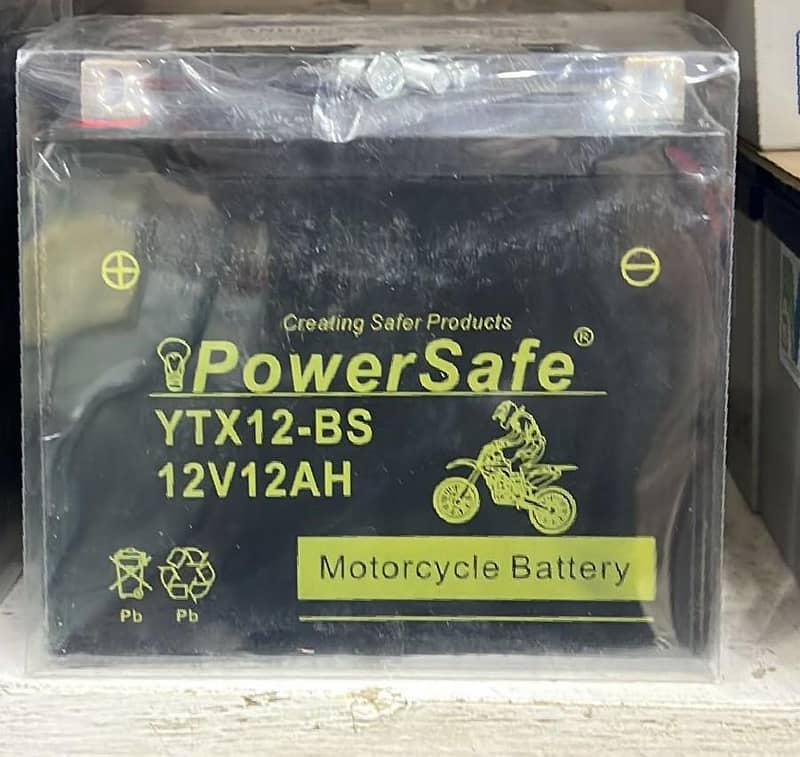 Creating Safer Products
PowerSafe®
YTX12-BS
12V12AH
Motorcycle Battery
Pb Pb